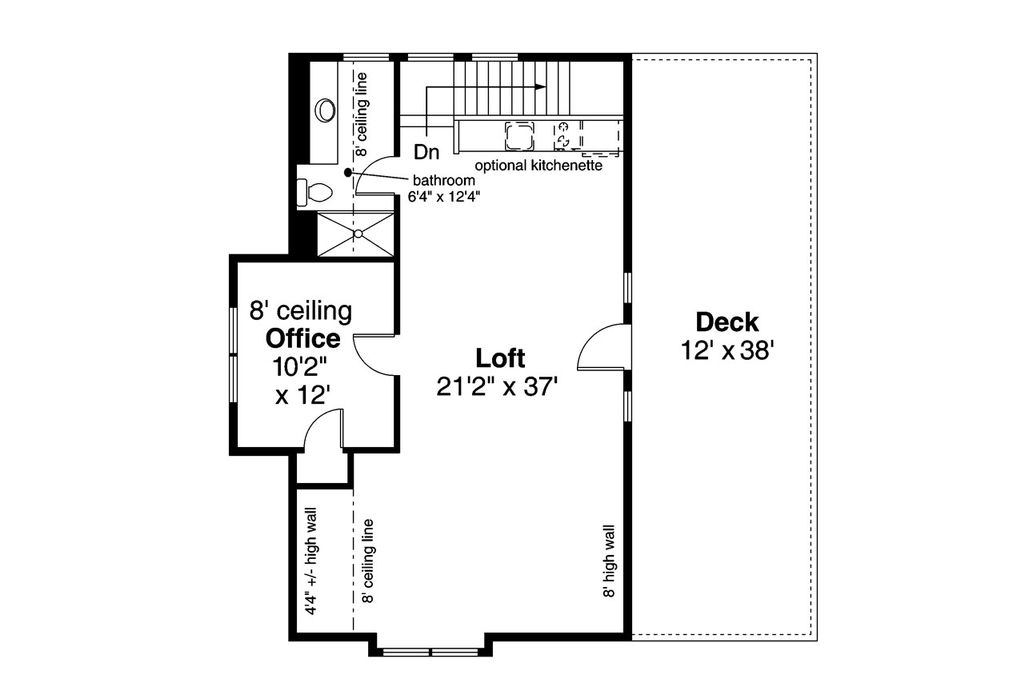 8' ceiling line
Dn
optional kitchenette
bathroom
6'4" x 12'4"
8' ceiling
Office
10'2"
x 12'
Loft
21'2" x 37'
Deck
12' x 38'
4'4" +/- high wall
8' ceiling line
8' high wall